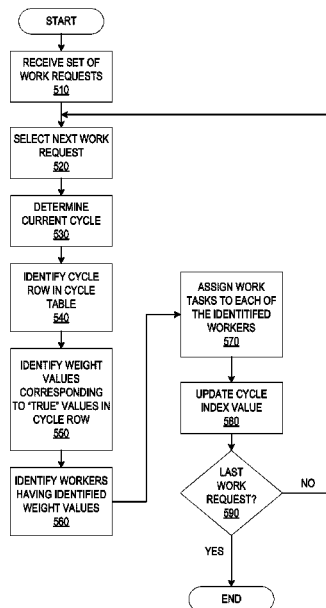 START
RECEIVE SET OF
WORK REQUESTS
510
SELECT NEXT WORK
REQUEST
520
DETERMINE
CURRENT CYCLE
530
IDENTIFY CYCLE
ROW IN CYCLE
TABLE
540
IDENTIFY WEIGHT
VALUES
CORRESPONDING
TO "TRUE" VALUES IN
CYCLE ROW
550
IDENTIFY WORKERS
HAVING IDENTIFIED
WEIGHT VALUES
560
ASSIGN WORK
TASKS TO EACH OF
THE IDENTITIFED
WORKERS
570
UPDATE CYCLE
INDEX VALUE
580
LAST
WORK
REQUEST?
590
NO
YES
END